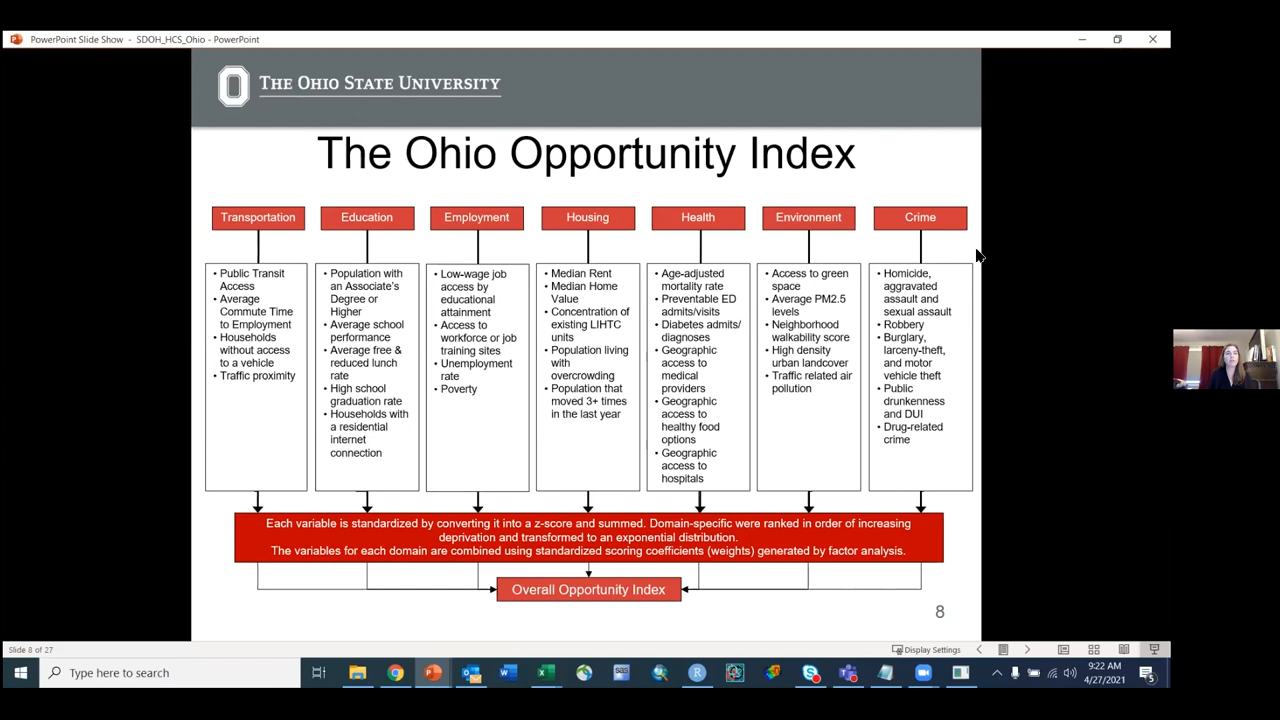 PowerPoint Slide Show - SDOH_HCS_Ohio - PowerPoint
THE OHIO STATE UNIVERSITY
The Ohio Opportunity Index
Transportation
Education
Employment
Housing
Health
Environment
Crime
• Public Transit
Access
• Average
Commute Time
to Employment
• Households
without access
to a vehicle
• Traffic proximity
• Population with
an Associate's
Degree or
Higher
• Average school
performance
• Average free &
reduced lunch
rate
• High school
graduation rate
• Households with
a residential
internet
connection
• Low-wage job
access by
educational
attainment
• Access to
workforce or job
training sites
• Unemployment
rate
• Poverty
• Median Rent
• Median Home
Value
• Concentration of
existing LIHTC
units
• Population living
with
overcrowding
• Population that
moved 3+ times
in the last year
• Age-adjusted
mortality rate
• Preventable ED
admits/visits
• Diabetes admits/
diagnoses
• Geographic
access to
medical
providers
• Geographic
access to
healthy food
options
• Geographic
access to
hospitals
• Access to green
space
• Average PM2.5
levels
• Neighborhood
walkability score
• High density
urban landcover
• Traffic related air
pollution
• Homicide,
aggravated
assault and
sexual assault
• Robbery
• Burglary,
larceny-theft,
and motor
vehicle theft
• Public
drunkenness
and DUI
• Drug-related
crime
Each variable is standardized by converting it into a z-score and summed. Domain-specific were ranked in order of increasing
deprivation and transformed to an exponential distribution.
The variables for each domain are combined using standardized scoring coefficients (weights) generated by factor analysis.
Overall Opportunity Index
8
Slide 8 of 27
Display Settings
Type here to search
9:22 AM
4/27/2021
5